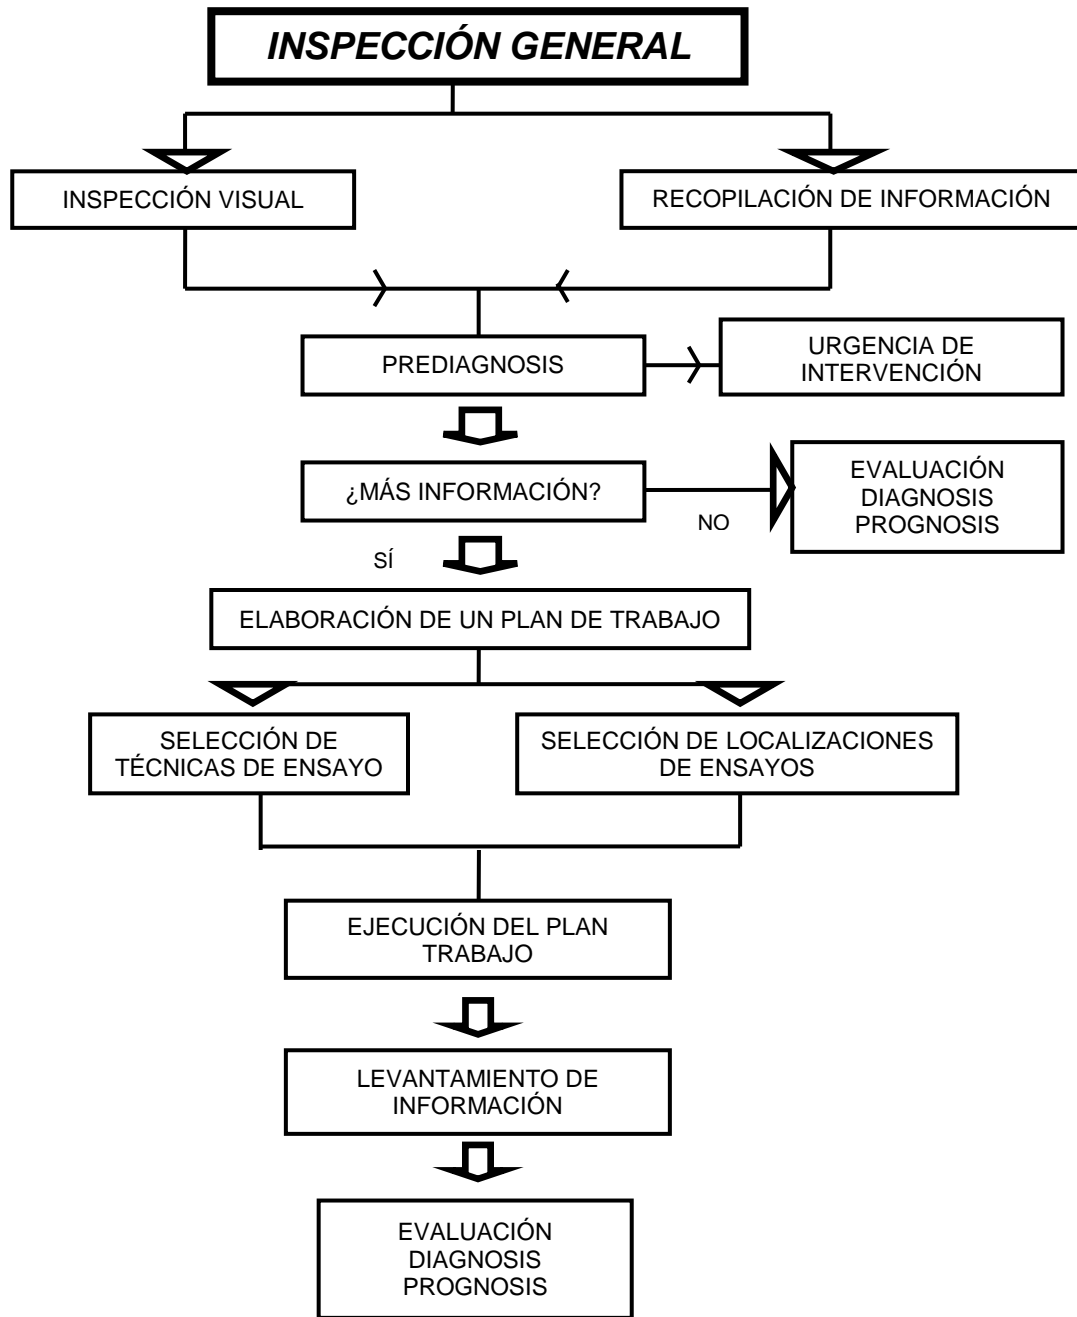 INSPECCIÓN GENERAL
INSPECCIÓN VISUAL
RECOPILACIÓN DE INFORMACIÓN
PREDIAGNOSIS
URGENCIA DE
INTERVENCIÓN
¿MÁS INFORMACIÓN?
NO
EVALUACIÓN
DIAGNOSIS
PROGNOSIS
SÍ
ELABORACIÓN DE UN PLAN DE TRABAJO
SELECCIÓN DE
TÉCNICAS DE ENSAYO
SELECCIÓN DE LOCALIZACIONES
DE ENSAYOS
EJECUCIÓN DEL PLAN
TRABAJO
LEVANTAMIENTO DE
INFORMACIÓN
EVALUACIÓN
DIAGNOSIS
PROGNOSIS